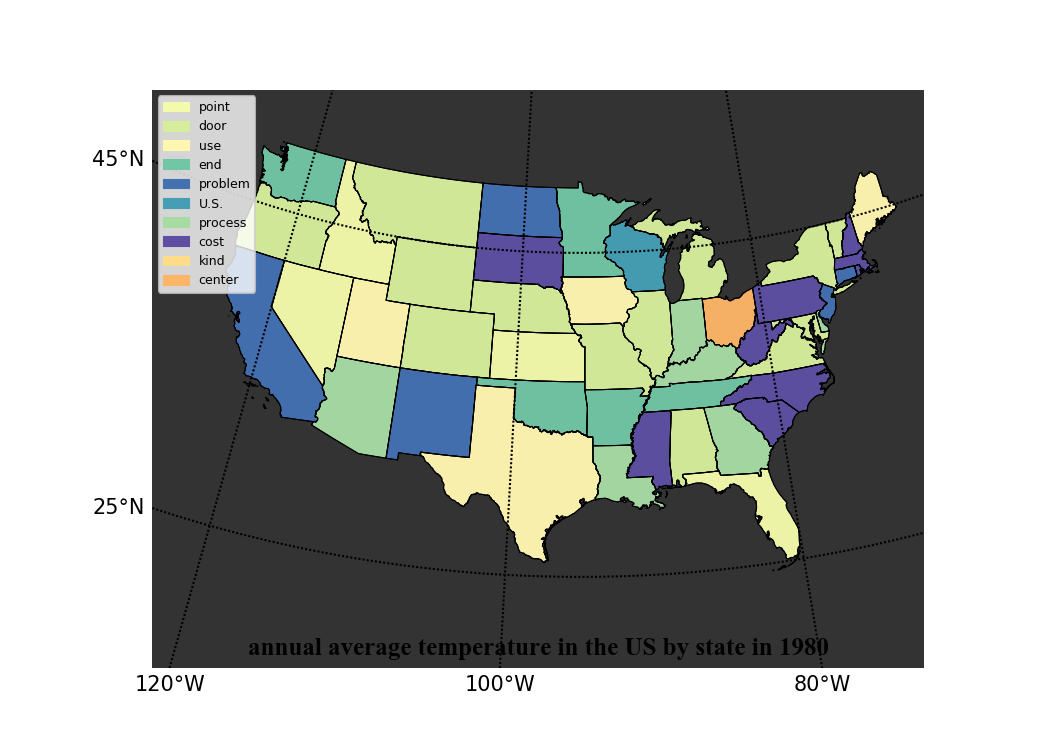 point
door
use
end
problem
U.S.
process
cost
kind
center
45°N
25°N
annual average temperature in the US by state in 1980
120°W 100°W 80°W